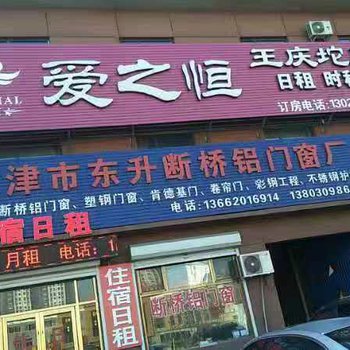 爱之恒
王庆坨
日租 时租
订房电话:1302
IAL
津市东升断桥铝门窗厂
断桥铝门窗、塑钢门窗、肯德基门、卷帘门、彩钢工程、不锈钢护
电话:13662016914 1380309868
宿日租
月租 电话:1
住宿日租
断桥铝门窗